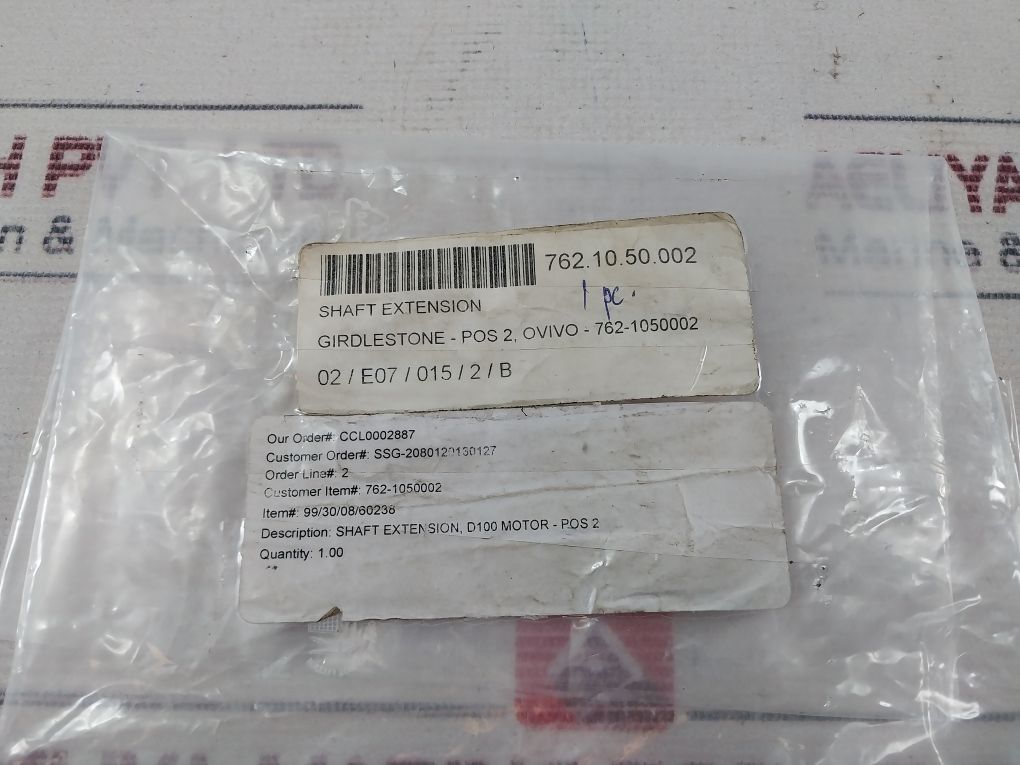 762.10.50.002
1 pc.
SHAFT EXTENSION
GIRDLESTONE - POS 2, OVIVO - 762-1050002
02 / E07 / 015 / 2 / B
Our Order#: CCL0002887
Customer Order#: SSG-2080120130127
Order Line#: 2
Customer Item#: 762-1050002
Item#: 99/30/08/60236
Description: SHAFT EXTENSION, D100 MOTOR - POS 2
Quantity: 1.00